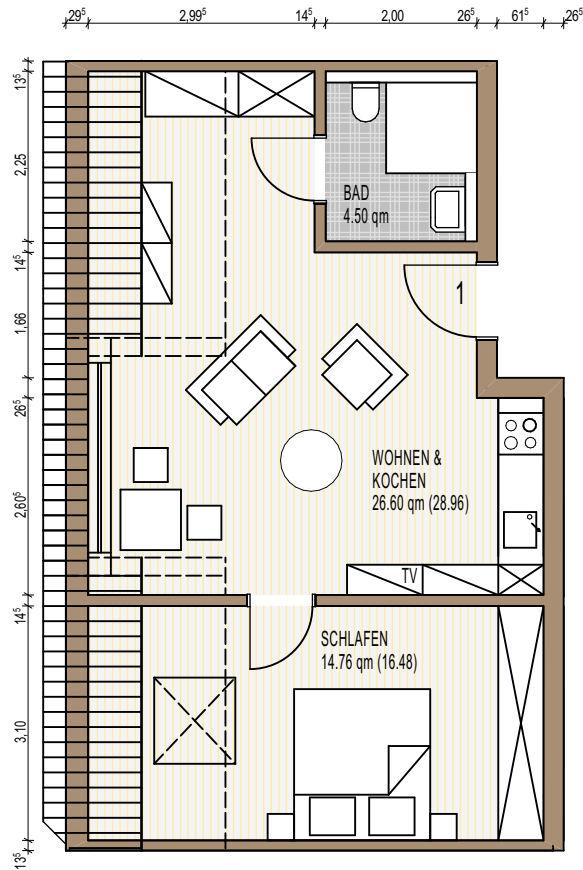 29⁵ 2,99⁵ 14⁵ 2,00 26⁵ 61⁵ 26⁵
13⁵
2.25
14⁵
1,66
26⁵
2,60⁵
14⁵
3,10
13⁵
BAD
4.50 qm
1
WOHNEN &
KOCHEN
26.60 qm (28.96)
TV
SCHLAFEN
14.76 qm (16.48)